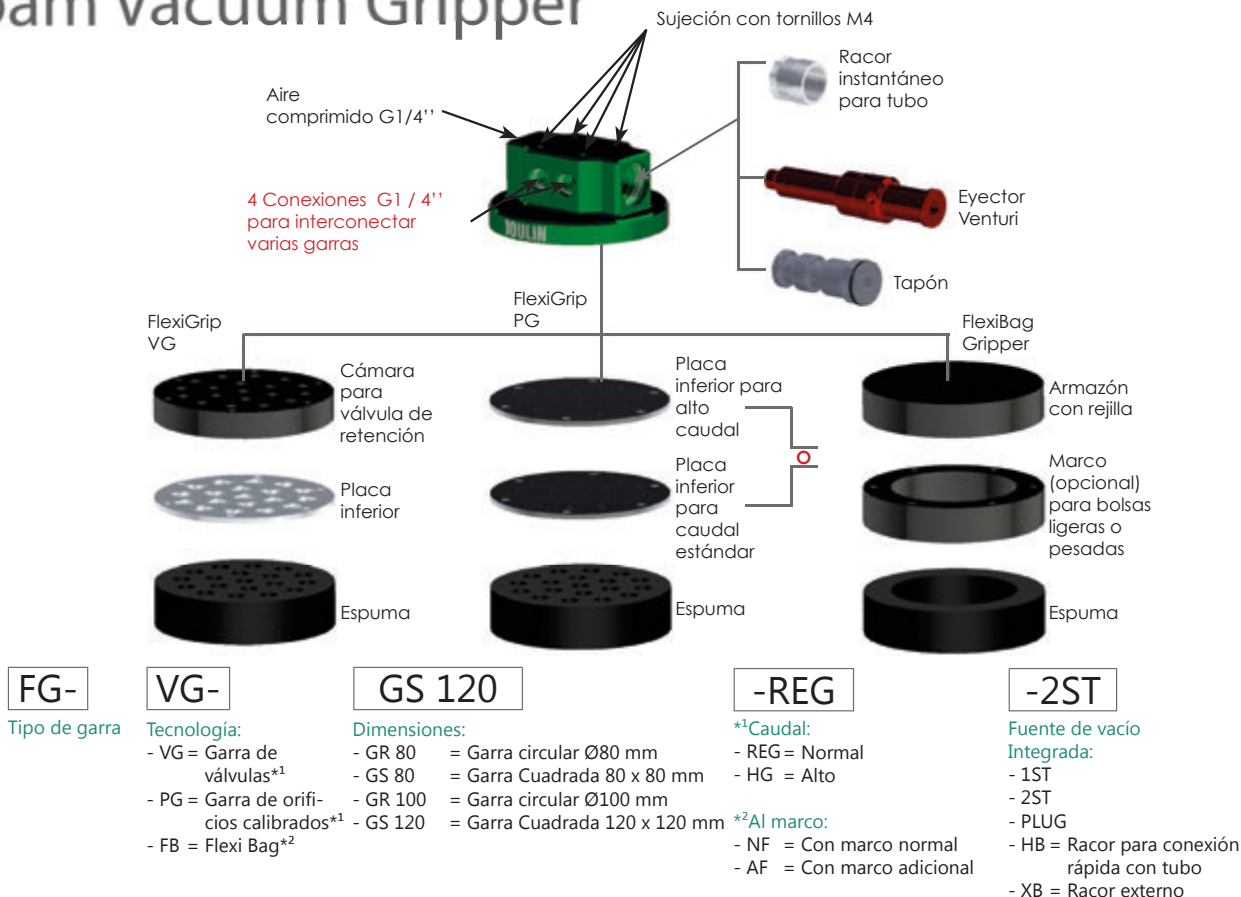 Foam Vacuum Gripper
Sujeción con tornillos M4
Racor
instantáneo
para tubo
Aire
comprimido G1/4''
4 Conexiones G1 / 4''
para interconectar
varias garras
JOULIN
Eyector
Venturi
Tapón
FlexiGrip
VG
FlexiGrip
PG
FlexiBag
Gripper
Cámara
para
válvula de
retención
Placa
inferior para
alto
caudal
Armazón
con rejilla
Placa
inferior
Placa
inferior
para
caudal
estándar
Marco
(opcional)
para bolsas
ligeras o
pesadas
Espuma
Espuma
Espuma
FG-
Tipo de garra
VG-
Tecnología:
- VG = Garra de
válvulas*¹
- PG = Garra de orifi-
cios calibrados*¹
- FB = Flexi Bag*²
GS 120
Dimensiones:
- GR 80 = Garra circular Ø80 mm
- GS 80 = Garra Cuadrada 80 x 80 mm
- GR 100 = Garra circular Ø100 mm
- GS 120 = Garra Cuadrada 120 x 120 mm
-REG
*¹Caudal:
- REG = Normal
- HG = Alto
*²Al marco:
- NF = Con marco normal
- AF = Con marco adicional
-2ST
Fuente de vacío
Integrada:
- 1ST
- 2ST
- PLUG
- HB = Racor para conexión
rápida con tubo
- XB = Racor externo